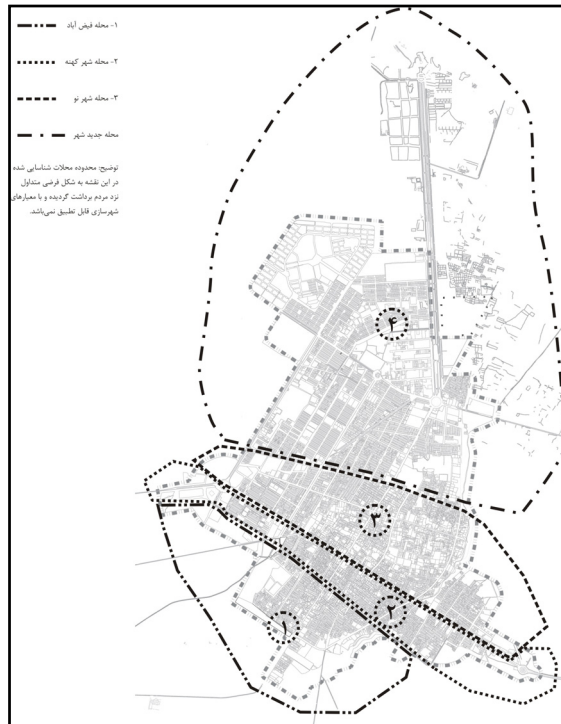 ۱- محله فیض آباد
۲- محله شهر کهنه
۳- محله شهر نو
محله جدید شهر
توضیح: محدوده محلات شناسایی شده
در این نقشه به شکل فرضی متداول
نزد مردم برداشت گردیده و با معیارهای
شهرسازی قابل تطبیق نمی‌باشد.
۴
۳
۲
۱